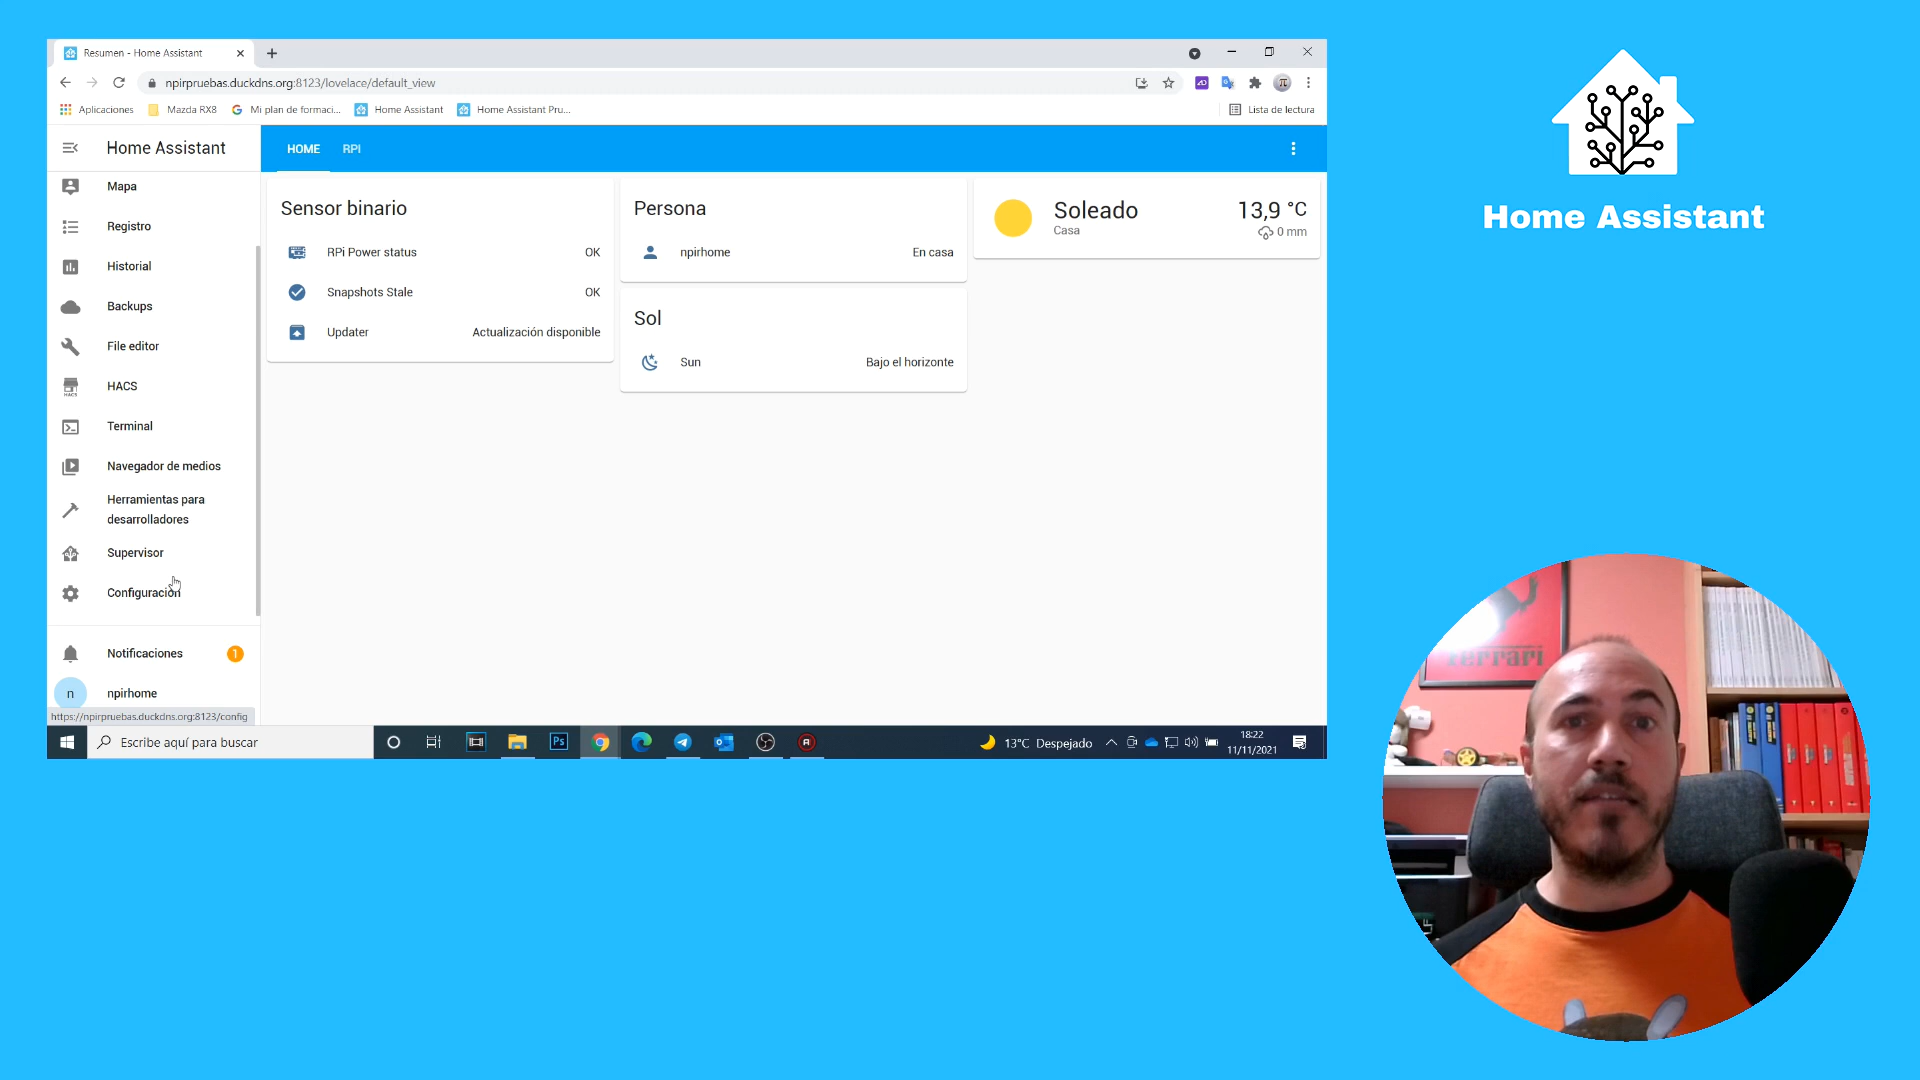 Resumen - Home Assistant
npirpruebas.duckdns.org:8123/lovelace/default_view
Aplicaciones
Mazda RX8
Mi plan de formaci...
Home Assistant
Home Assistant Pru...
Lista de lectura
Home Assistant
HOME
RPI
Mapa
Registro
Historial
Backups
File editor
HACS
HACS
Terminal
Navegador de medios
Herramientas para
desarrolladores
Supervisor
Configuración
Notificaciones
1
n
npirhome
https://npirpruebas.duckdns.org:8123/config
Sensor binario
RPi Power status
OK
Snapshots Stale
OK
Updater
Actualización disponible
Persona
npirhome
En casa
Sol
Sun
Bajo el horizonte
Soleado
Casa
13,9 °C
0 mm
Escribe aquí para buscar
Ps
13°C Despejado
18:22
11/11/2021
Home Assistant
Ferrari